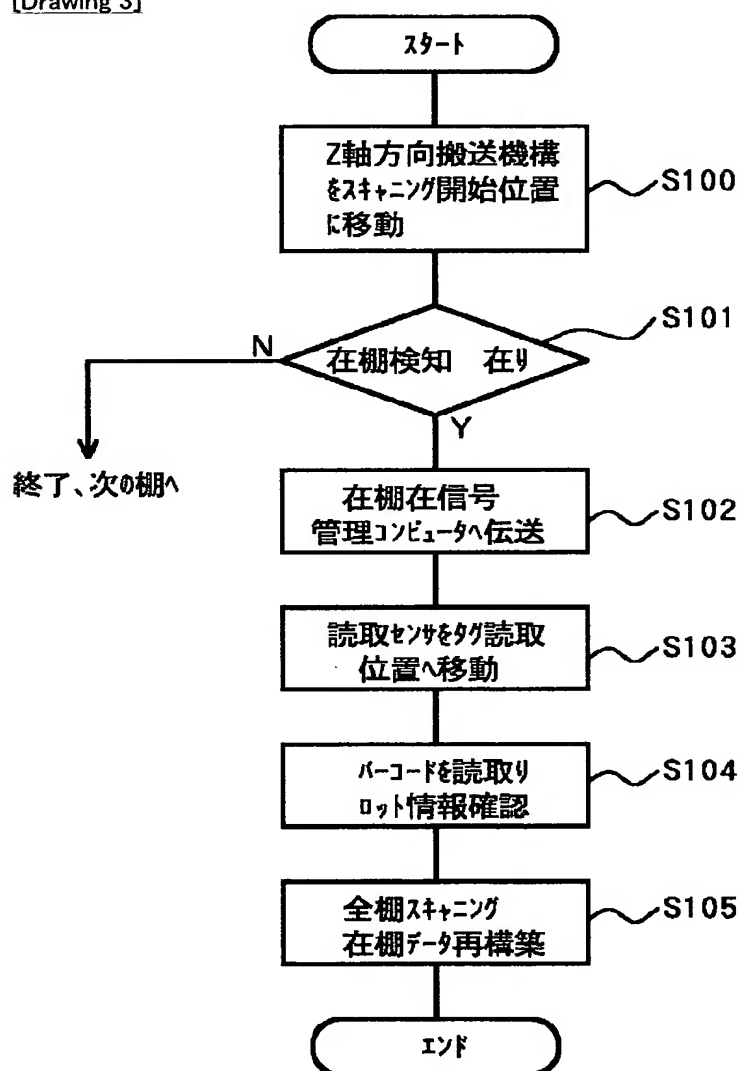 [Drawing 3]
スタート
Z軸方向搬送機構
をスキャニング開始位置
に移動
S100
S101
N
在棚検知 在り
Y
終了、次の棚へ
在棚在信号
管理コンピュータへ伝送
S102
読取センサをタグ読取
位置へ移動
S103
バーコードを読取り
ロット情報確認
S104
全棚スキャニング
在棚データ再構築
S105
エンド